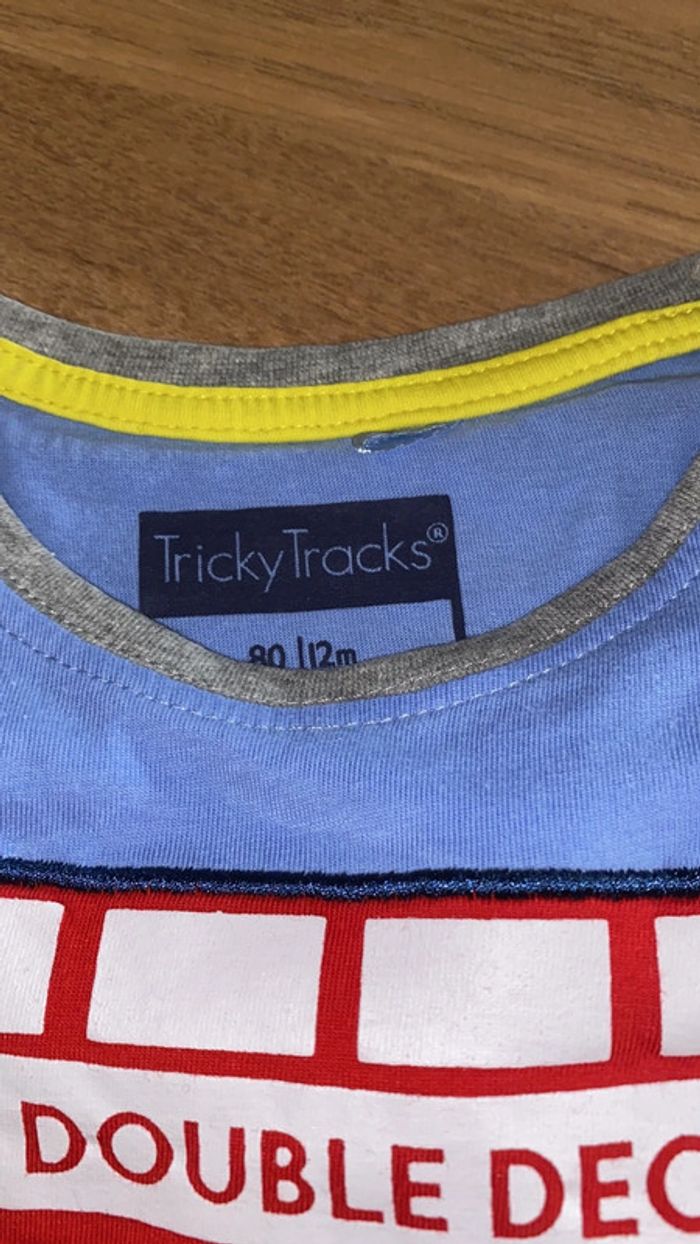 TrickyTracks®
80 / 12m
DOUBLE DEC